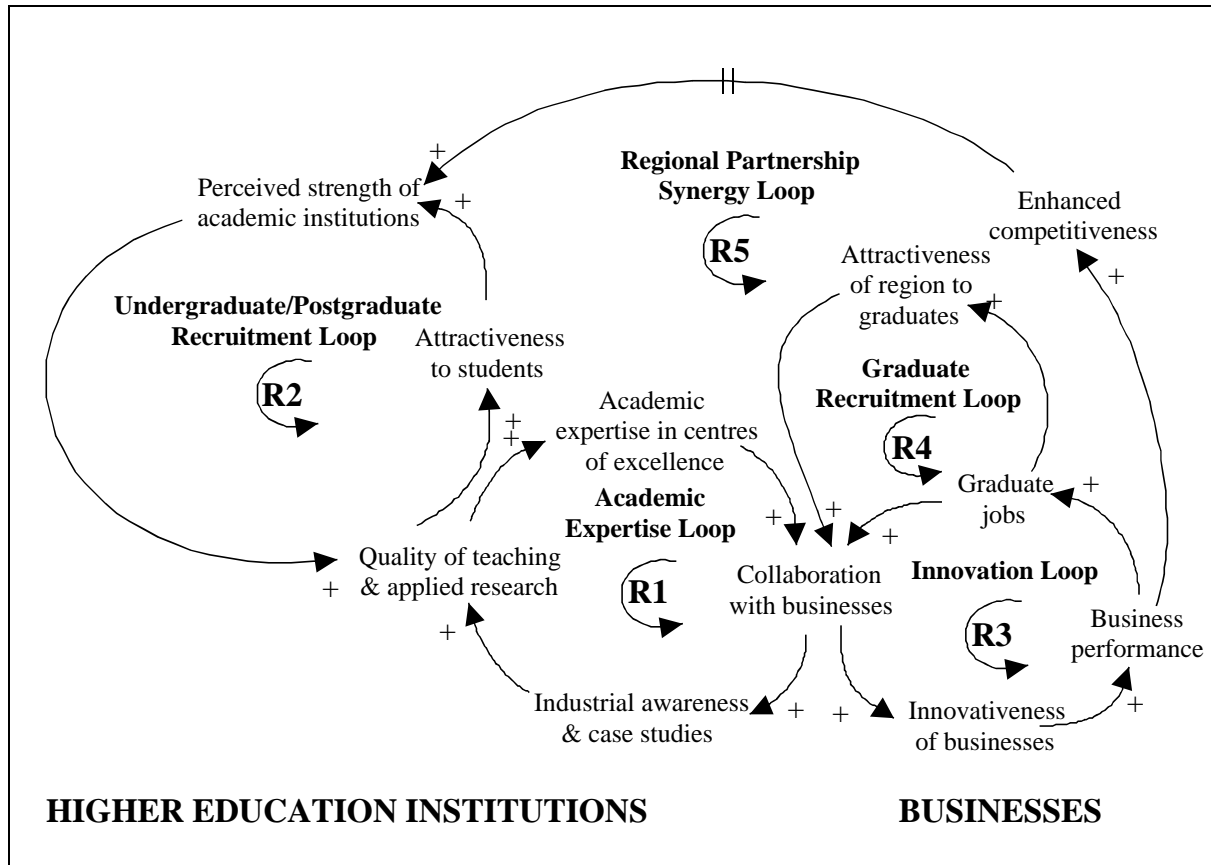 +
Perceived strength of
academic institutions
+
Regional Partnership
Synergy Loop
R5
Enhanced
competitiveness
+
Attractiveness
of region to
graduates
+
Undergraduate/Postgraduate
Recruitment Loop
R2
Attractiveness
to students
+
+
Academic
expertise in centres
of excellence
Graduate
Recruitment Loop
R4
Graduate
jobs
+
Academic
Expertise Loop
R1
+
+
+
Quality of teaching
& applied research
+
+
Collaboration
with businesses
Innovation Loop
R3
Business
performance
Industrial awareness
& case studies
+
+
Innovativeness
of businesses
+
HIGHER EDUCATION INSTITUTIONS
BUSINESSES